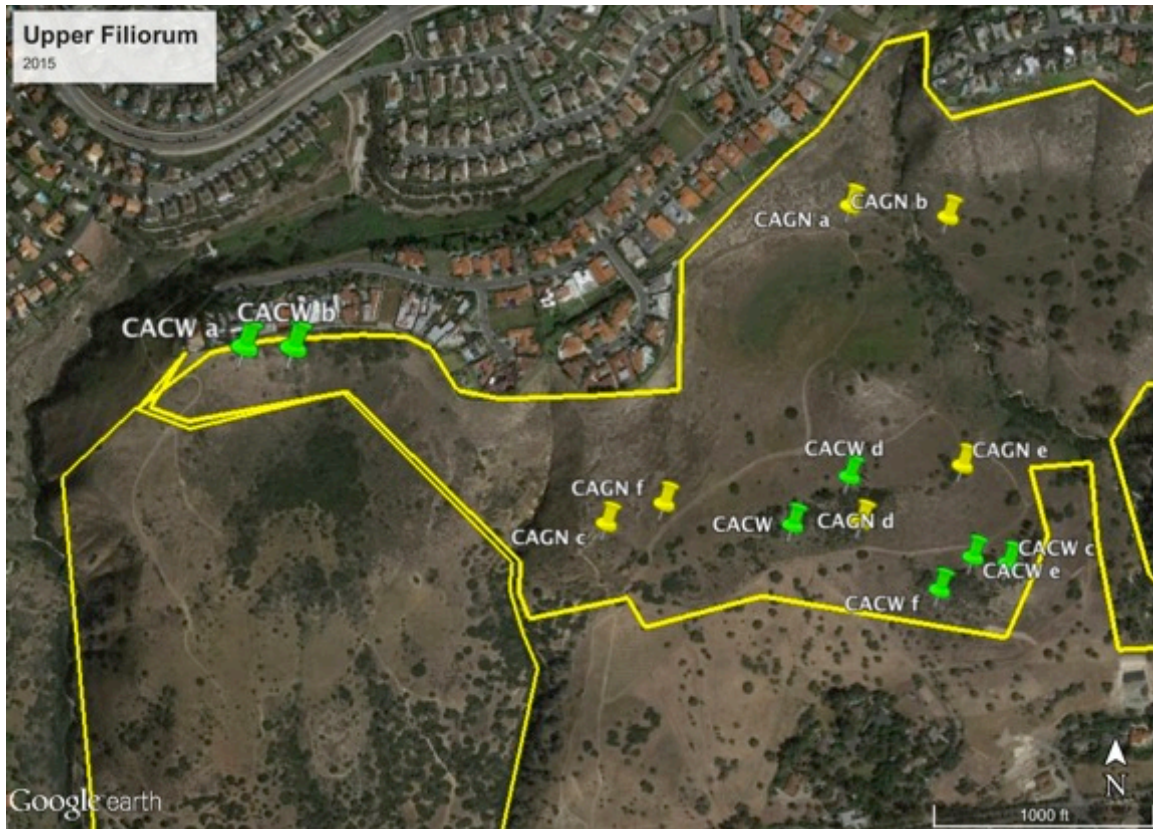 Upper Filiorum
2015
CAGN a
CAGN b
CACW a
CACW b
CACW d
CAGN e
CAGN f
CACW
CAGN d
CAGN c
CACW c
CACW e
CACW f
N
Google earth
1000 ft